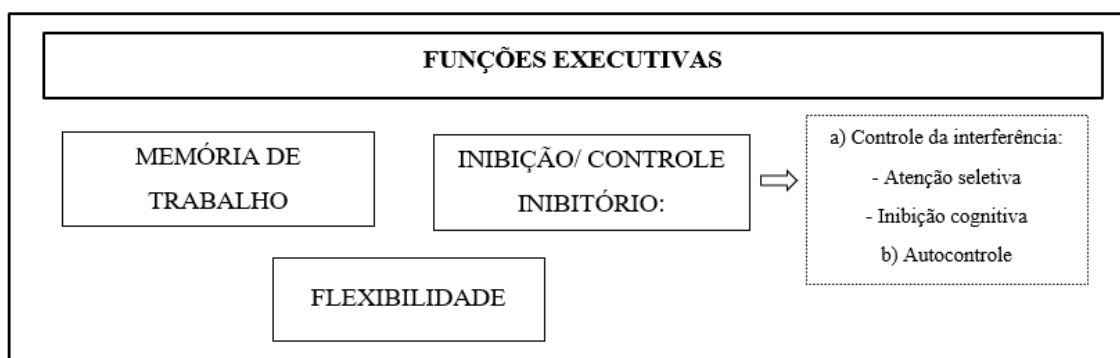 FUNÇÕES EXECUTIVAS
MEMÓRIA DE
TRABALHO
INIBIÇÃO/ CONTROLE
INIBITÓRIO:
a) Controle da interferência:
- Atenção seletiva
- Inibição cognitiva
b) Autocontrole
FLEXIBILIDADE